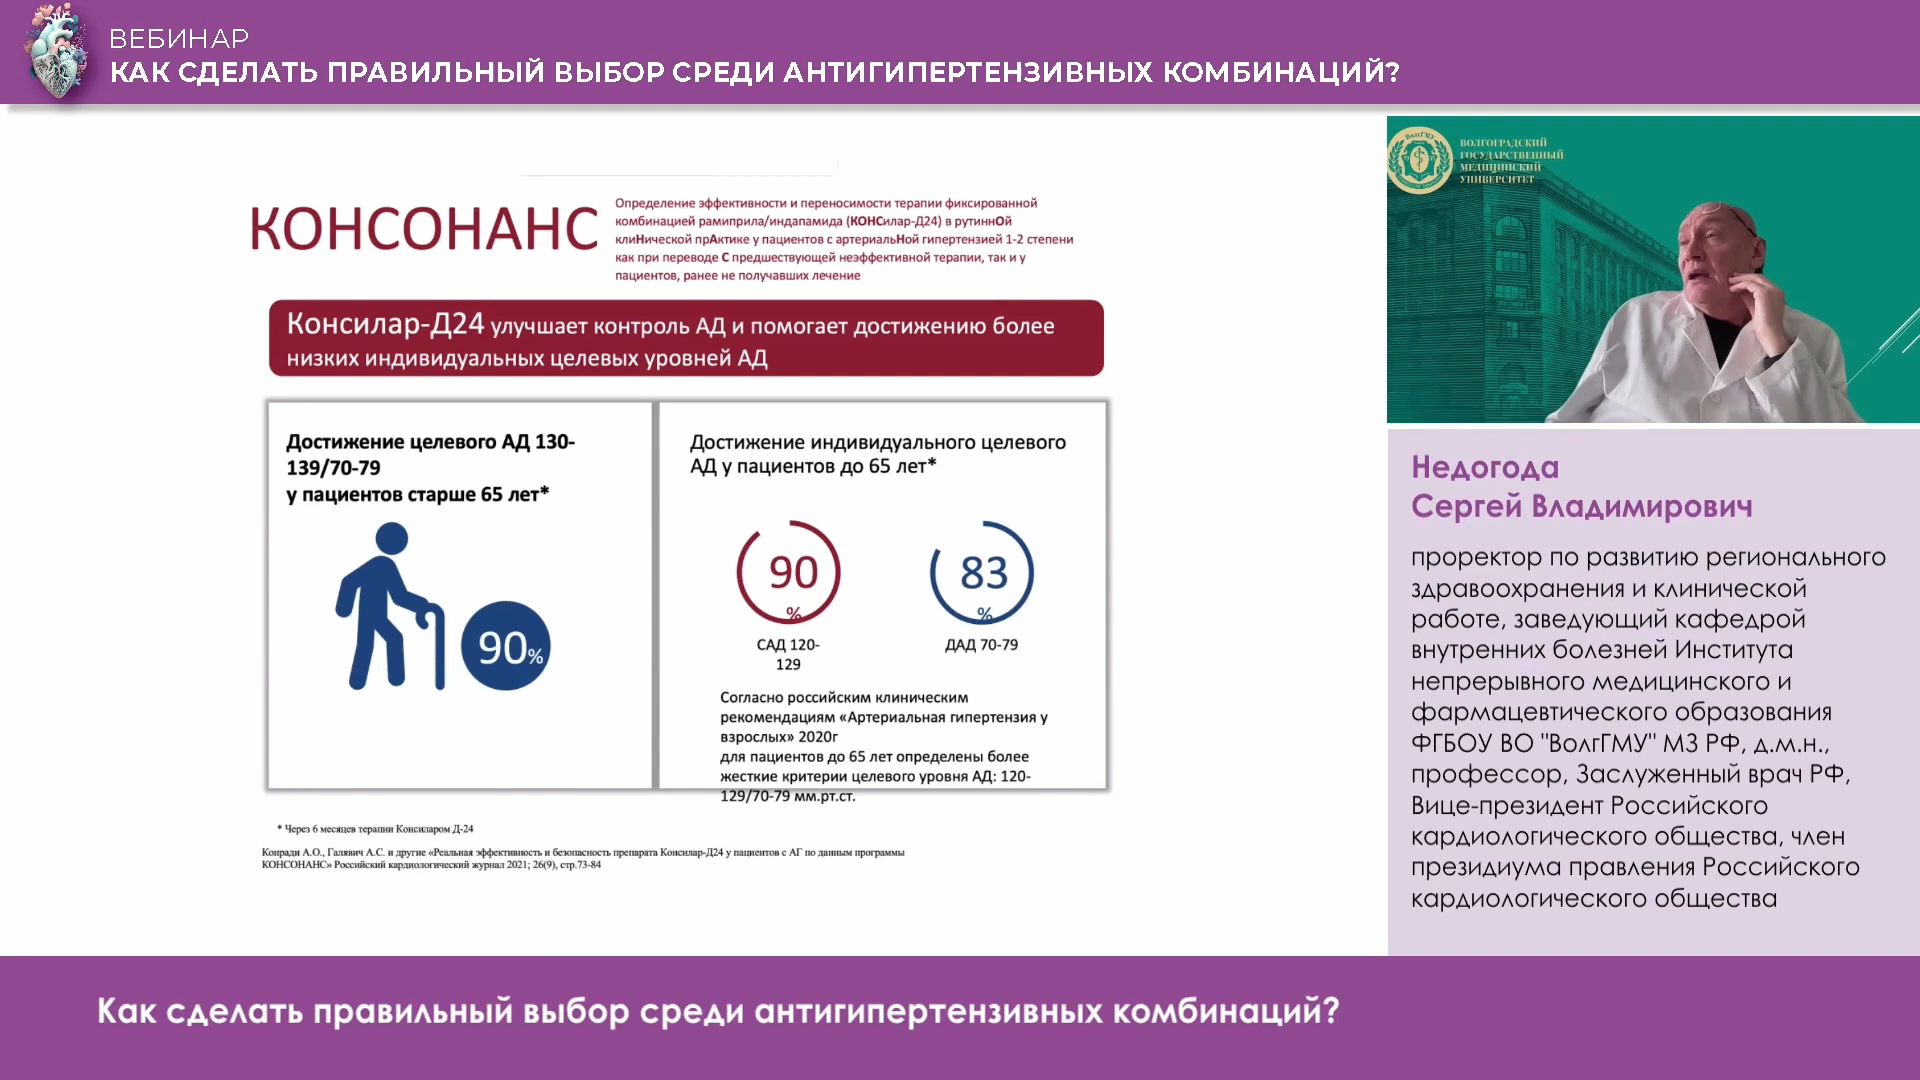 ВЕБИНАР
КАК СДЕЛАТЬ ПРАВИЛЬНЫЙ ВЫБОР СРЕДИ АНТИГИПЕРТЕНЗИВНЫХ КОМБИНАЦИЙ?
КОНСОНАНС
Определение эффективности и переносимости терапии фиксированной
комбинацией рамиприла/индапамида (КОНСилар-Д24) в рутиннОй
клиНической прАктике у пациентов с артериальНой гипертензией 1-2 степени
как при переводе С предшествующей неэффективной терапии, так и у
пациентов, ранее не получавших лечение
Консилар-Д24 улучшает контроль АД и помогает достижению более
низких индивидуальных целевых уровней АД
Достижение целевого АД 130-
139/70-79
у пациентов старше 65 лет*
90%
Достижение индивидуального целевого
АД у пациентов до 65 лет*
90
%
САД 120-
129
83
%
ДАД 70-79
Согласно российским клиническим
рекомендациям «Артериальная гипертензия у
взрослых» 2020г
для пациентов до 65 лет определены более
жесткие критерии целевого уровня АД: 120-
129/70-79 мм.рт.ст.
* Через 6 месяцев терапии Консиларом Д-24
Конради А.О., Галявич А.С. и другие «Реальная эффективность и безопасность препарата Консилар-Д24 у пациентов с АГ по данным программы
КОНСОНАНС» Российский кардиологический журнал 2021; 26(9), стр.73-84
ВолгГМУ
ВОЛГОГРАДСКИЙ
ГОСУДАРСТВЕННЫЙ
МЕДИЦИНСКИЙ
УНИВЕРСИТЕТ
Недогода
Сергей Владимирович
проректор по развитию регионального
здравоохранения и клинической
работе, заведующий кафедрой
внутренних болезней Института
непрерывного медицинского и
фармацевтического образования
ФГБОУ ВО "ВолгГМУ" МЗ РФ, д.м.н.,
профессор, Заслуженный врач РФ,
Вице-президент Российского
кардиологического общества, член
президиума правления Российского
кардиологического общества
Как сделать правильный выбор среди антигипертензивных комбинаций?